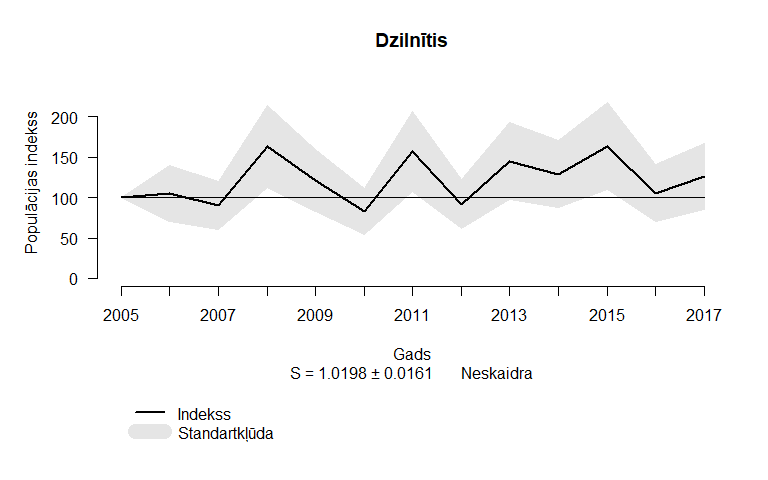 Dzilnītis
Populācijas indekss
200
150
100
50
0
2005 2007 2009 2011 2013 2015 2017
Gads
S = 1.0198 ± 0.0161 Neskaidra
Indekss
Standartkļūda